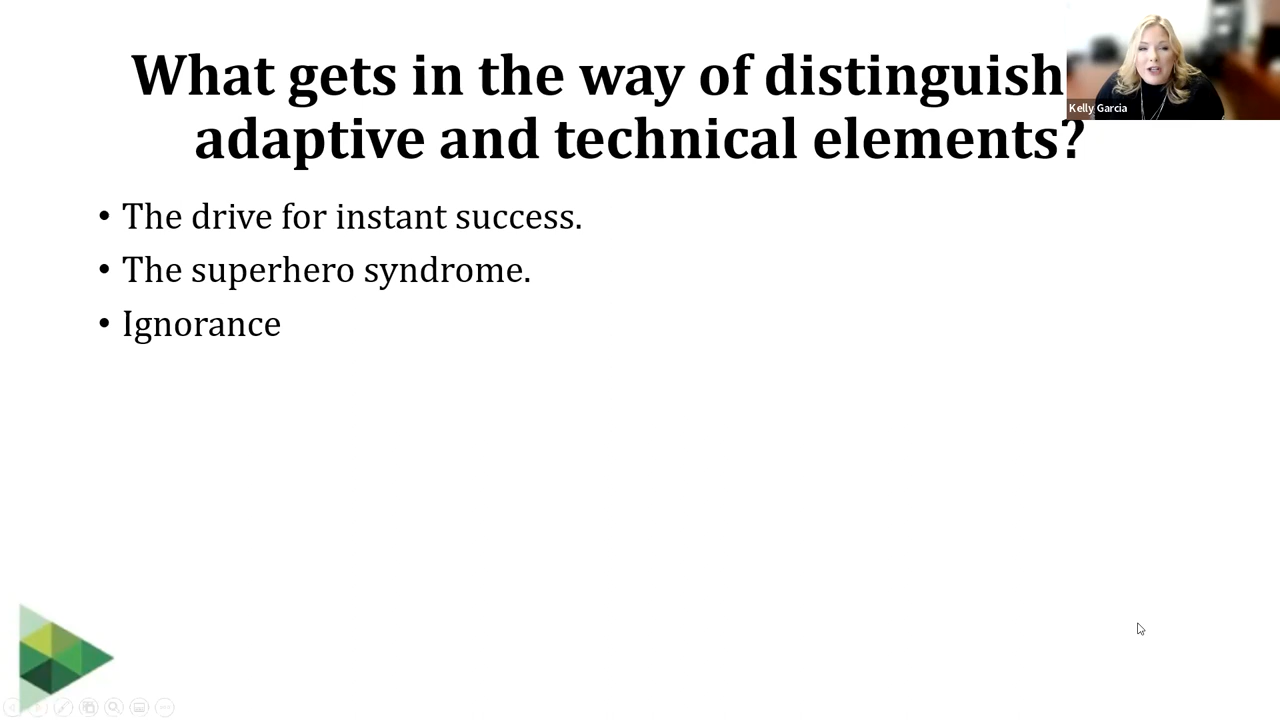 What gets in the way of distinguish
adaptive and technical elements?
• The drive for instant success.
• The superhero syndrome.
• Ignorance
Kelly Garcia